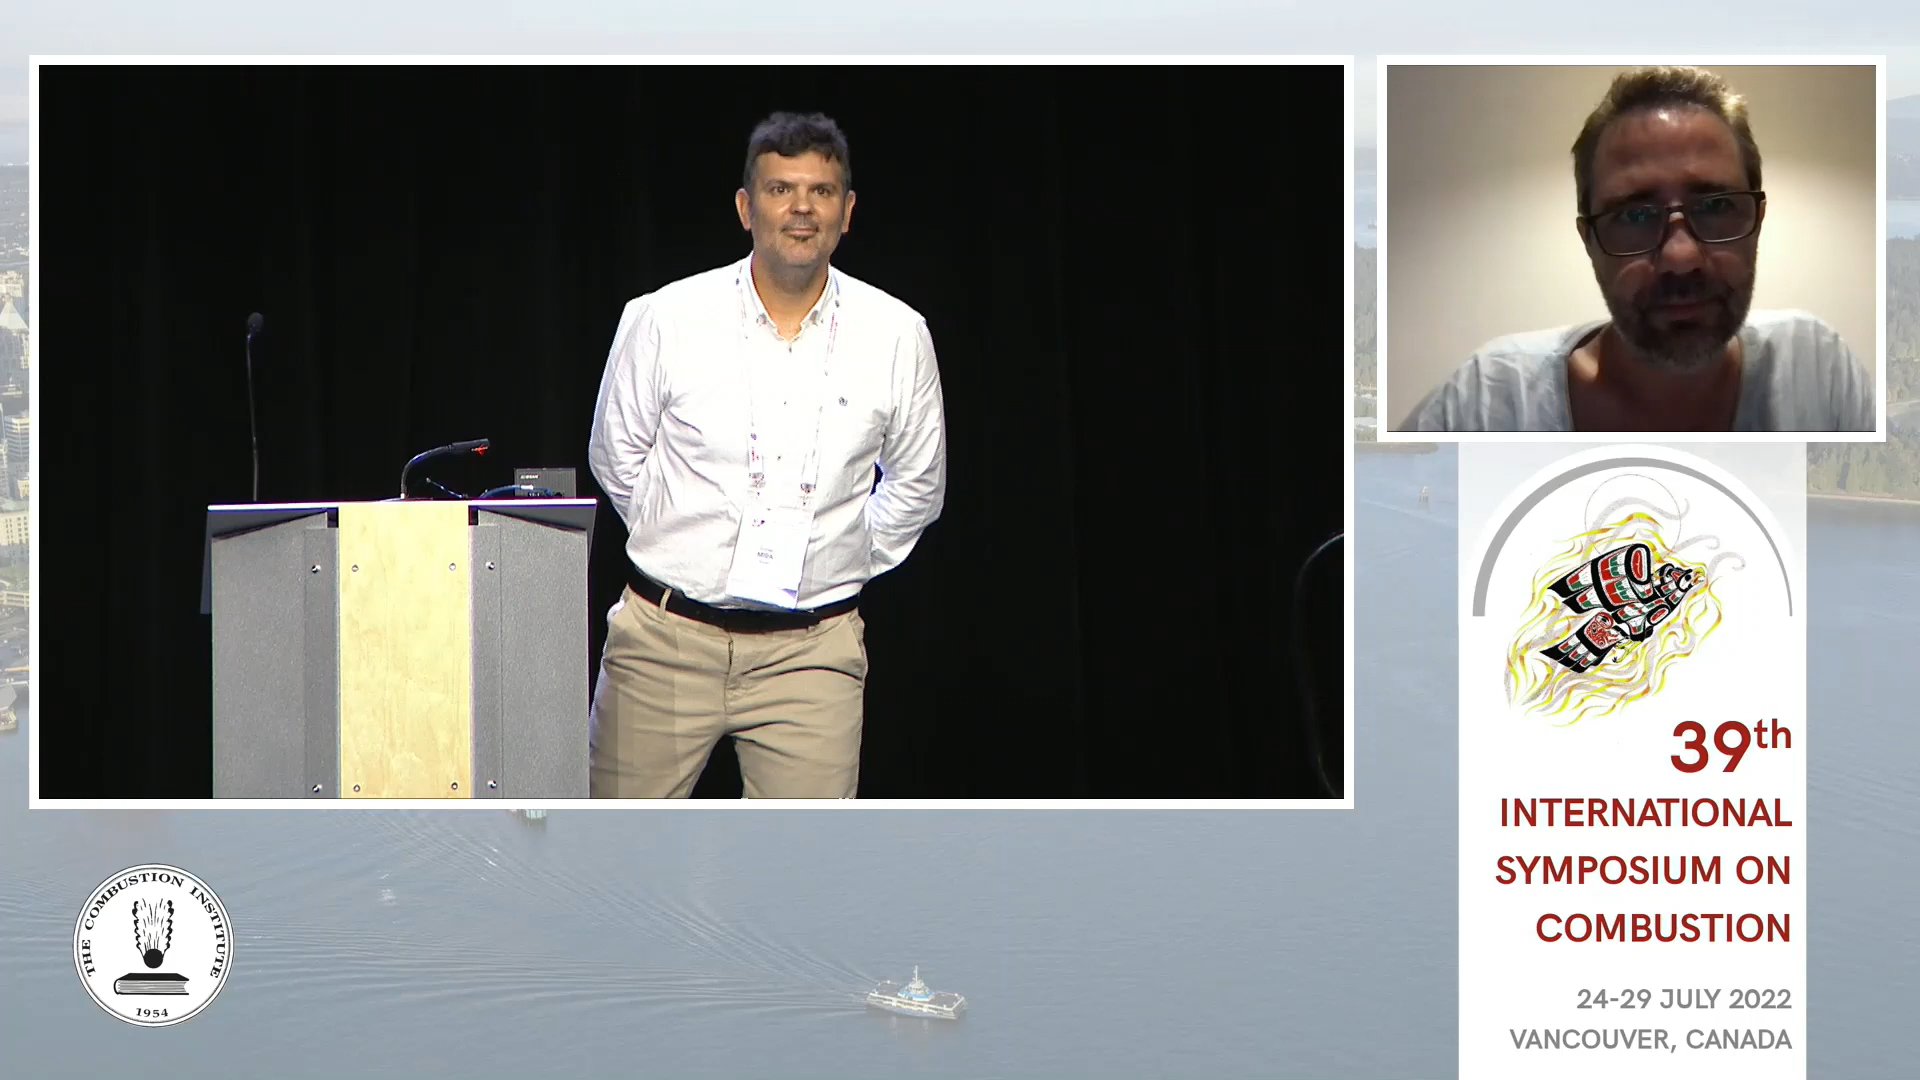 39th
INTERNATIONAL
SYMPOSIUM ON
COMBUSTION
24-29 JULY 2022
VANCOUVER, CANADA
THE COMBUSTION INSTITUTE
1954